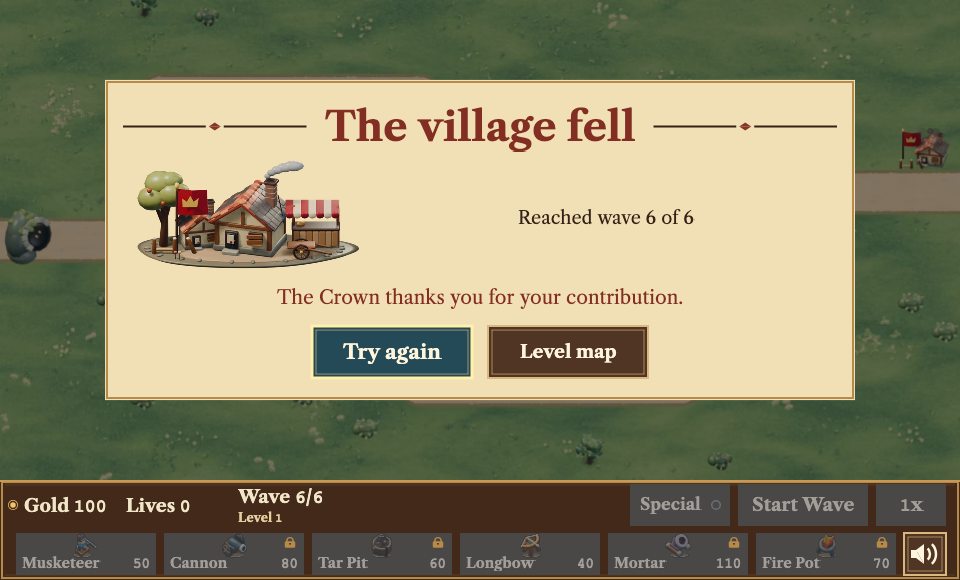 The village fell
Reached wave 6 of 6
The Crown thanks you for your contribution.
Try again
Level map
Gold 100
Lives 0
Wave 6/6
Level 1
Special
Start Wave
1x
Musketeer 50
Cannon 80
Tar Pit 60
Longbow 40
Mortar 110
Fire Pot 70